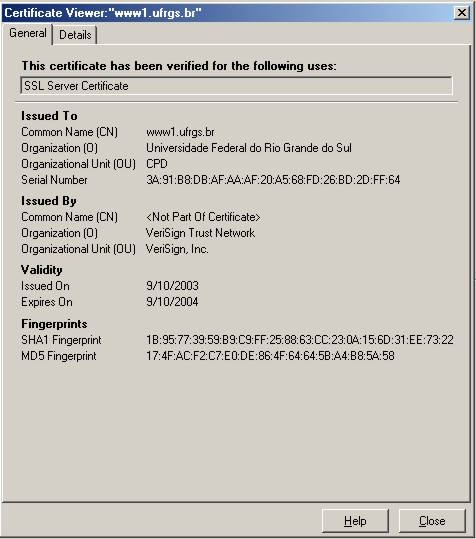 Certificate Viewer:"www1.ufrgs.br"
General Details
This certificate has been verified for the following uses:
SSL Server Certificate
Issued To
Common Name (CN) www1.ufrgs.br
Organization (O) Universidade Federal do Rio Grande do Sul
Organizational Unit (OU) CPD
Serial Number 3A:91:B8:DB:AF:AA:AF:20:A5:68:FD:26:BD:2D:FF:64
Issued By
Common Name (CN) <Not Part Of Certificate>
Organization (O) VeriSign Trust Network
Organizational Unit (OU) VeriSign, Inc.
Validity
Issued On 9/10/2003
Expires On 9/10/2004
Fingerprints
SHA1 Fingerprint 1B:95:77:39:59:B9:C9:FF:25:88:63:CC:23:0A:15:6D:31:EE:73:22
MD5 Fingerprint 17:4F:AC:F2:C7:E0:DE:86:4F:64:64:5B:A4:B8:5A:58
Help Close